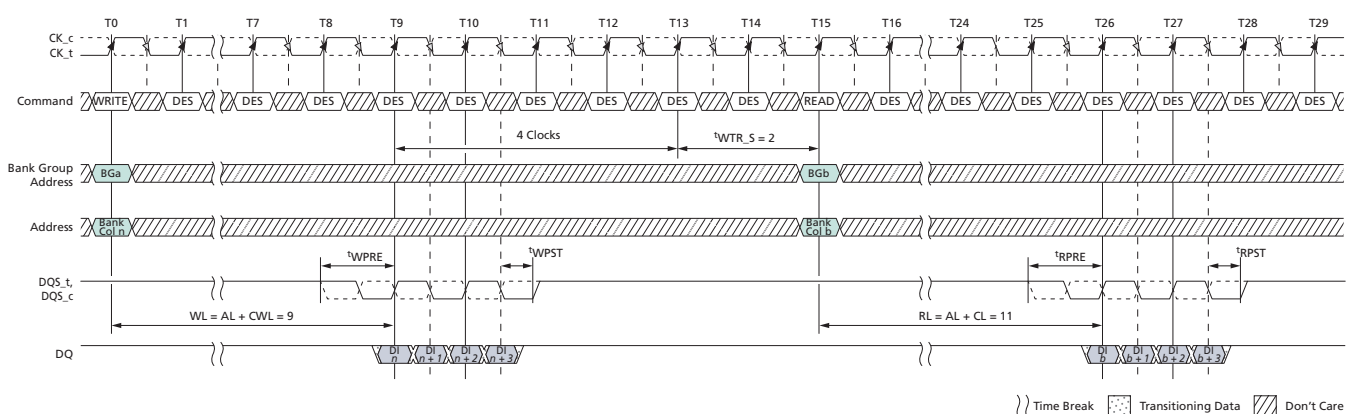 T0 T1 T7 T8 T9 T10 T11 T12 T13 T14 T15 T16 T24 T25 T26 T27 T28 T29
CK_c
CK_t
Command WRITE DES DES DES DES DES DES DES DES DES READ DES DES DES DES DES DES DES
4 Clocks tWTR_S = 2
Bank Group
Address BGa BGb
Address Bank
Col n Bank
Col b
tWPRE tWPST tRPRE tRPST
DQS_t,
DQS_c
WL = AL + CWL = 9 RL = AL + CL = 11
DQ DI
n DI
n + 1 DI
n + 2 DI
n + 3 DI
b DI
b + 1 DI
b + 2 DI
b + 3
Time Break Transitioning Data Don't Care